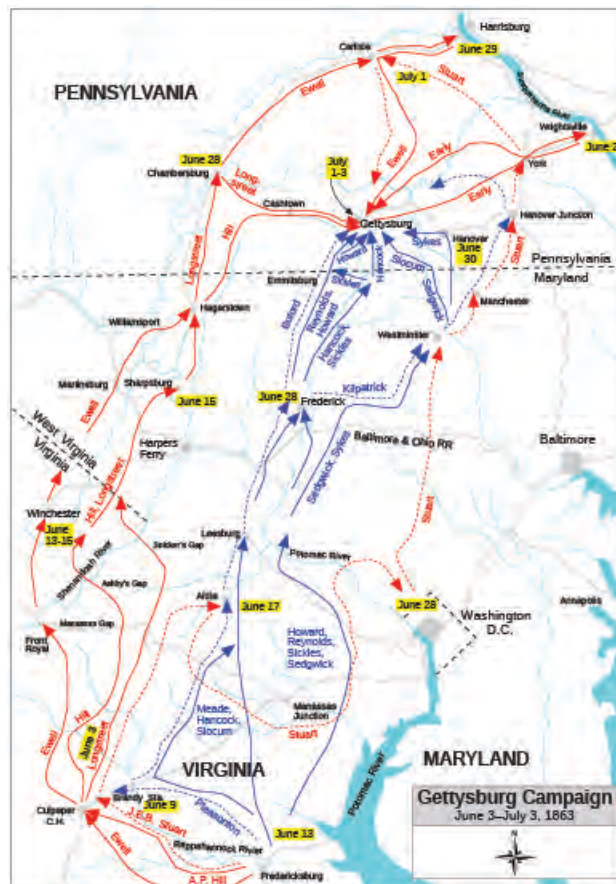 Harrisburg
Carlisle
June 29
PENNSYLVANIA
July 1
Stuart
Ewell
Susquehanna River
Wrightsville
June 28
Chambersburg
Long-
street
July
1-3
Ewell
Early
York
Cashtown
Early
Gettysburg
Hanover Junction
Hill
Longstreet
Howard
Sykes
Hanover
June
30
Slocum
Hancock
Stuart
Pennsylvania
Maryland
Emmitsburg
Sedgwick
Manchester
Hagerstown
Buford
Reynolds,
Howard
Hancock,
Sickles
Williamsport
Westminster
Martinsburg
Sharpsburg
Kilpatrick
June 15
June 28
Frederick
Ewell
West Virginia
Virginia
Harpers
Ferry
Baltimore & Ohio RR
Baltimore
Hill, Longstreet
Sedgwick, Sykes
Winchester
June
13-15
Stuart
Leesburg
Potomac River
Shenandoah River
Ashby's Gap
Aldie
June 17
June 28
Annapolis
Washington
D.C.
Manassas Gap
Front
Royal
Howard,
Reynolds,
Sickles,
Sedgwick
Meade,
Hancock,
Slocum
Manassas
Junction
Stuart
Hill
June 3
Longstreet
Ewell
VIRGINIA
MARYLAND
Potomac River
Brandy Sta.
June 9
Pleasonton
Culpeper
C.H.
J.E.B. Stuart
June 13
Rappahannock River
Ewell
A.P. Hill
Fredericksburg
Gettysburg Campaign
June 3–July 3, 1863
N